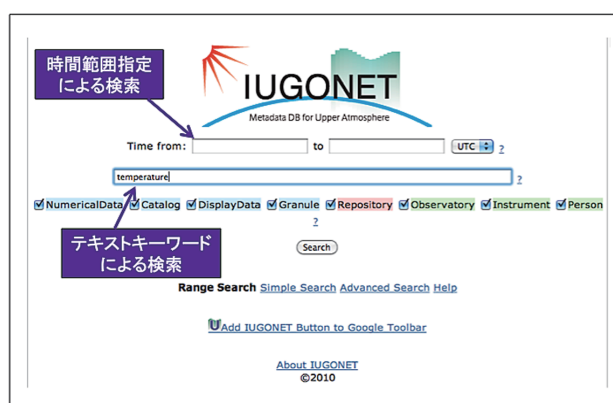 時間範囲指定
による検索
IUGONET
Metadata DB for Upper Atmosphere
Time from: to UTC ?
temperature ?
NumericalData Catalog DisplayData Granule Repository Observatory Instrument Person
?
テキストキーワード
による検索
Search
Range Search Simple Search Advanced Search Help
Add IUGONET Button to Google Toolbar
About IUGONET
©2010